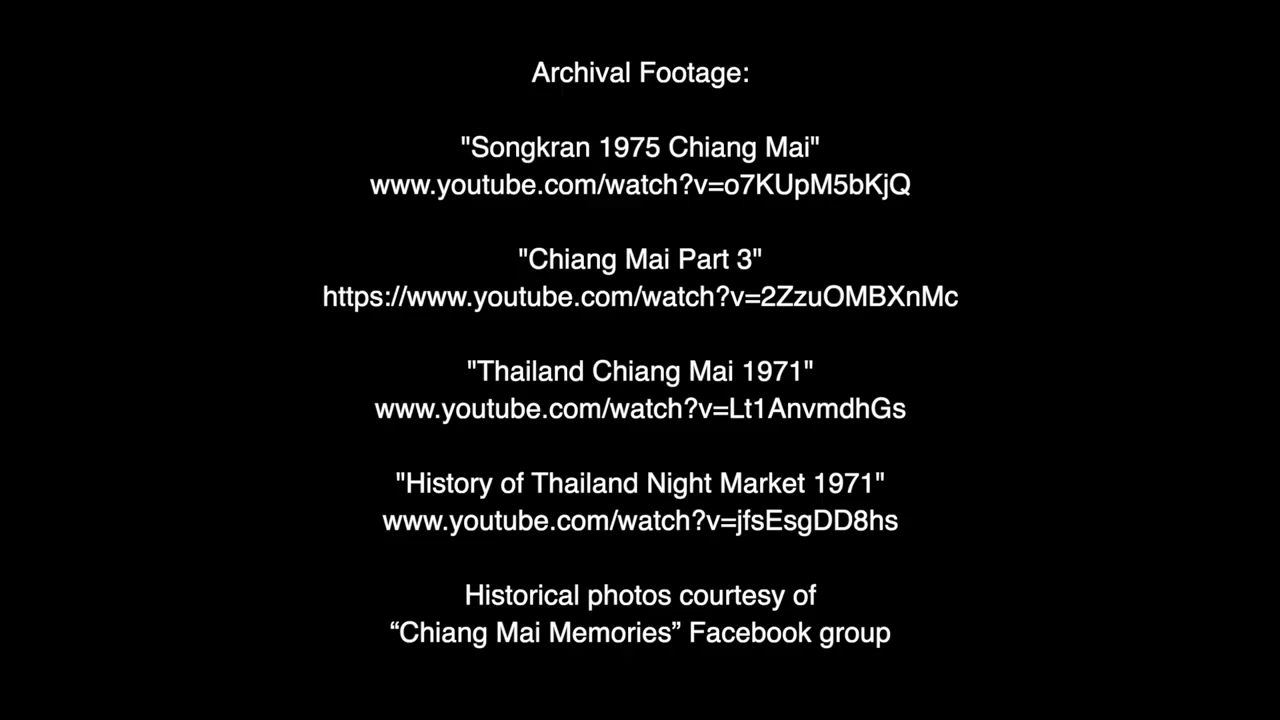 Archival Footage:
"Songkran 1975 Chiang Mai"
www.youtube.com/watch?v=o7KUpM5bKjQ
"Chiang Mai Part 3"
https://www.youtube.com/watch?v=2ZzuOMBXnMc
"Thailand Chiang Mai 1971"
www.youtube.com/watch?v=Lt1AnvmdhGs
"History of Thailand Night Market 1971"
www.youtube.com/watch?v=jfsEsgDD8hs
Historical photos courtesy of
“Chiang Mai Memories” Facebook group